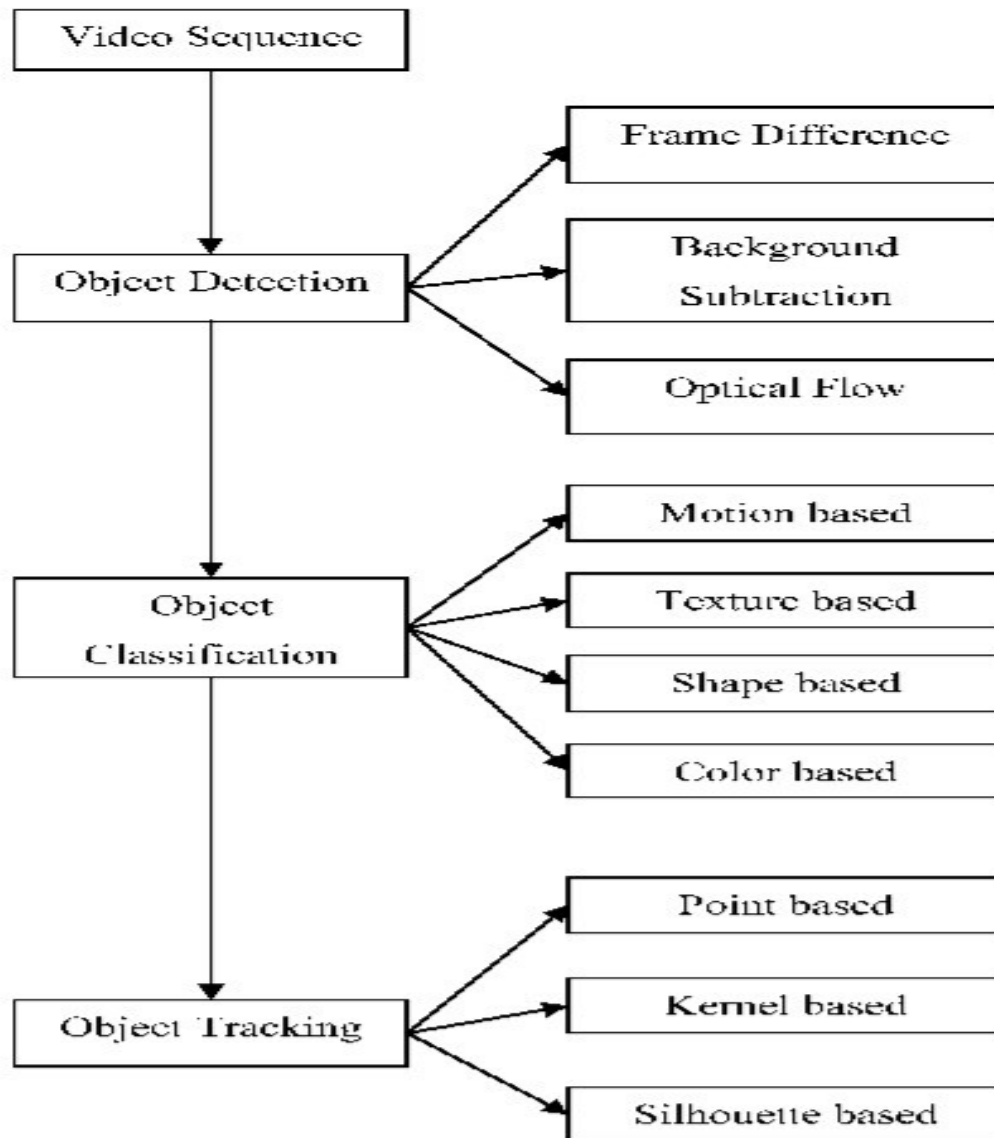 Video Sequence
Frame Difference
Object Detection
Background
Subtraction
Optical Flow
Object
Classification
Motion based
Texture based
Shape based
Color based
Object Tracking
Point based
Kernel based
Silhouette based